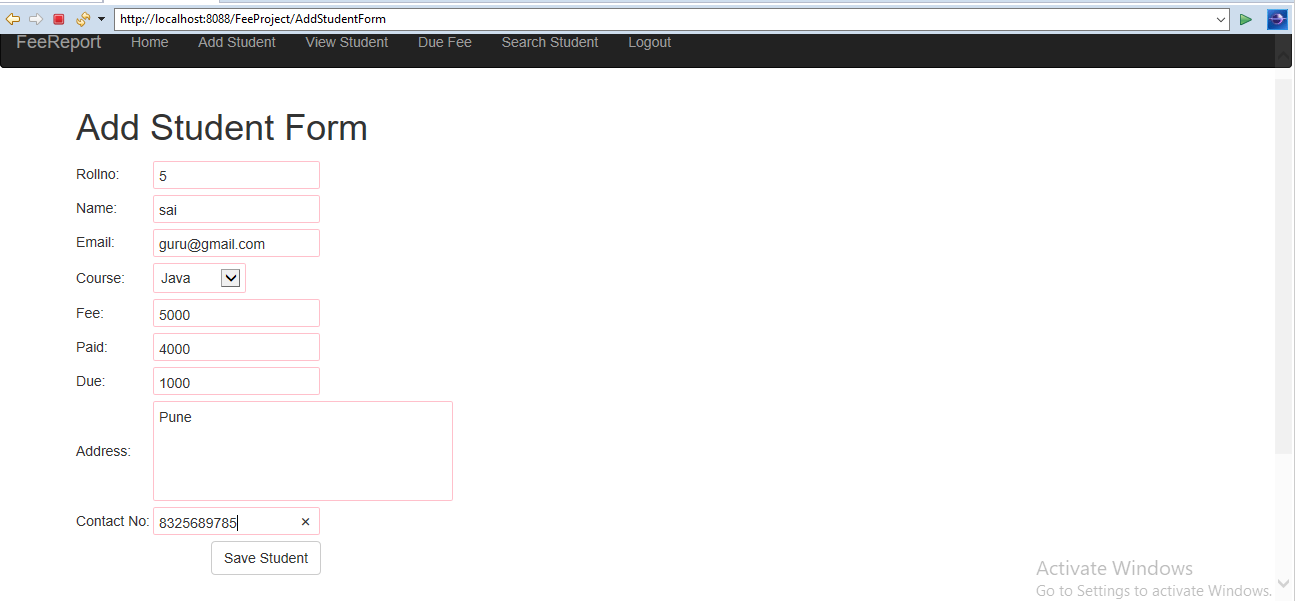 http://localhost:8088/FeeProject/AddStudentForm
FeeReport Home Add Student View Student Due Fee Search Student Logout
Add Student Form
Rollno: 5
Name: sai
Email: guru@gmail.com
Course: Java
Fee: 5000
Paid: 4000
Due: 1000
Address: Pune
Contact No: 8325689785 ×
Save Student
Activate Windows
Go to Settings to activate Windows.